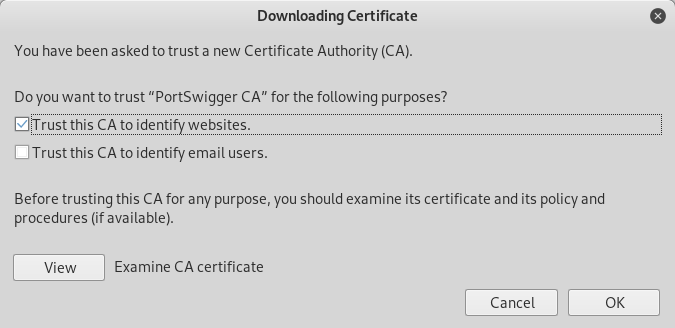 Downloading Certificate
You have been asked to trust a new Certificate Authority (CA).
Do you want to trust “PortSwigger CA” for the following purposes?
Trust this CA to identify websites.
Trust this CA to identify email users.
Before trusting this CA for any purpose, you should examine its certificate and its policy and
procedures (if available).
View Examine CA certificate
Cancel OK